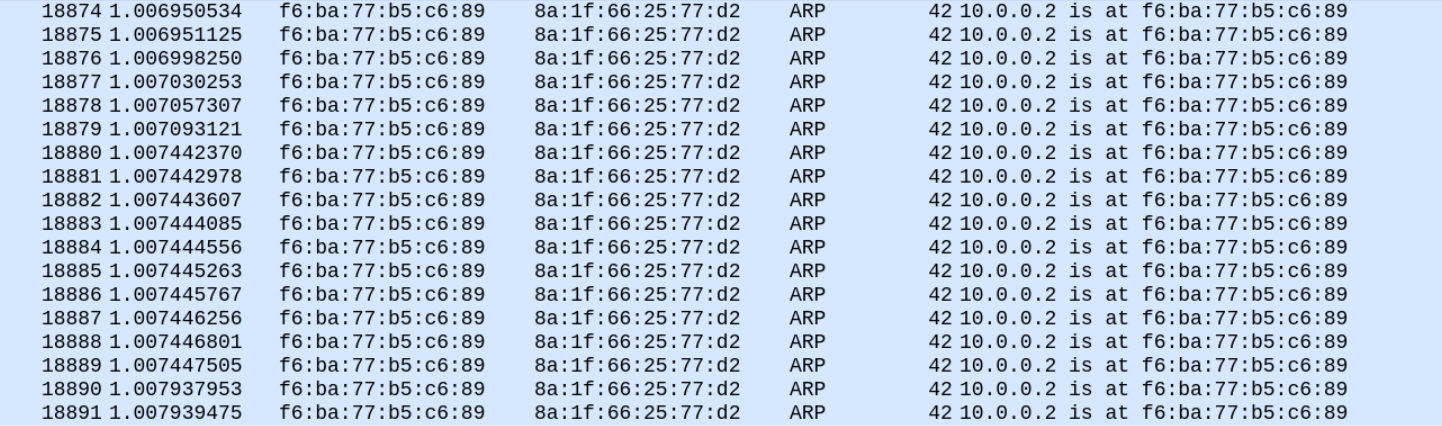 18874 1.006950534 f6:ba:77:b5:c6:89 8a:1f:66:25:77:d2 ARP 42 10.0.0.2 is at f6:ba:77:b5:c6:89
18875 1.006951125 f6:ba:77:b5:c6:89 8a:1f:66:25:77:d2 ARP 42 10.0.0.2 is at f6:ba:77:b5:c6:89
18876 1.006998250 f6:ba:77:b5:c6:89 8a:1f:66:25:77:d2 ARP 42 10.0.0.2 is at f6:ba:77:b5:c6:89
18877 1.007030253 f6:ba:77:b5:c6:89 8a:1f:66:25:77:d2 ARP 42 10.0.0.2 is at f6:ba:77:b5:c6:89
18878 1.007057307 f6:ba:77:b5:c6:89 8a:1f:66:25:77:d2 ARP 42 10.0.0.2 is at f6:ba:77:b5:c6:89
18879 1.007093121 f6:ba:77:b5:c6:89 8a:1f:66:25:77:d2 ARP 42 10.0.0.2 is at f6:ba:77:b5:c6:89
18880 1.007442370 f6:ba:77:b5:c6:89 8a:1f:66:25:77:d2 ARP 42 10.0.0.2 is at f6:ba:77:b5:c6:89
18881 1.007442978 f6:ba:77:b5:c6:89 8a:1f:66:25:77:d2 ARP 42 10.0.0.2 is at f6:ba:77:b5:c6:89
18882 1.007443607 f6:ba:77:b5:c6:89 8a:1f:66:25:77:d2 ARP 42 10.0.0.2 is at f6:ba:77:b5:c6:89
18883 1.007444085 f6:ba:77:b5:c6:89 8a:1f:66:25:77:d2 ARP 42 10.0.0.2 is at f6:ba:77:b5:c6:89
18884 1.007444556 f6:ba:77:b5:c6:89 8a:1f:66:25:77:d2 ARP 42 10.0.0.2 is at f6:ba:77:b5:c6:89
18885 1.007445263 f6:ba:77:b5:c6:89 8a:1f:66:25:77:d2 ARP 42 10.0.0.2 is at f6:ba:77:b5:c6:89
18886 1.007445767 f6:ba:77:b5:c6:89 8a:1f:66:25:77:d2 ARP 42 10.0.0.2 is at f6:ba:77:b5:c6:89
18887 1.007446256 f6:ba:77:b5:c6:89 8a:1f:66:25:77:d2 ARP 42 10.0.0.2 is at f6:ba:77:b5:c6:89
18888 1.007446801 f6:ba:77:b5:c6:89 8a:1f:66:25:77:d2 ARP 42 10.0.0.2 is at f6:ba:77:b5:c6:89
18889 1.007447505 f6:ba:77:b5:c6:89 8a:1f:66:25:77:d2 ARP 42 10.0.0.2 is at f6:ba:77:b5:c6:89
18890 1.007937953 f6:ba:77:b5:c6:89 8a:1f:66:25:77:d2 ARP 42 10.0.0.2 is at f6:ba:77:b5:c6:89
18891 1.007939475 f6:ba:77:b5:c6:89 8a:1f:66:25:77:d2 ARP 42 10.0.0.2 is at f6:ba:77:b5:c6:89